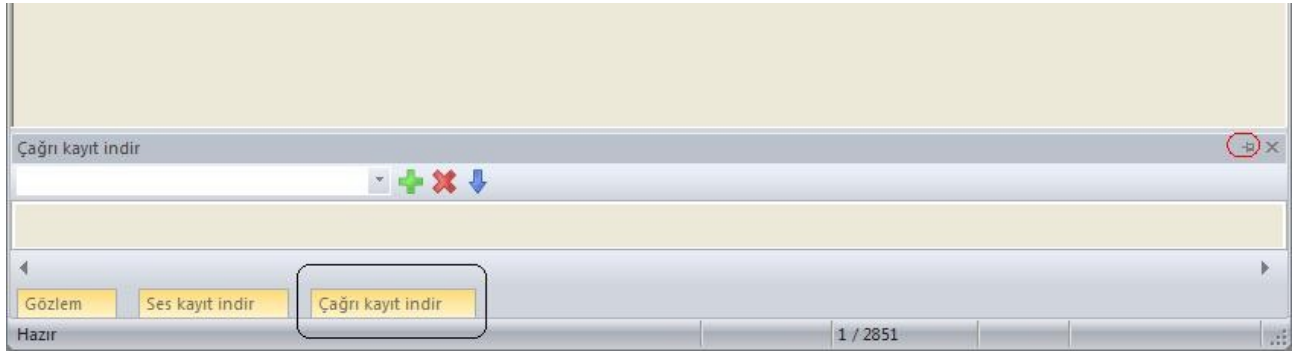 Çağrı kayıt indir
Gözlem
Ses kayıt indir
Çağrı kayıt indir
Hazır
1 / 2851